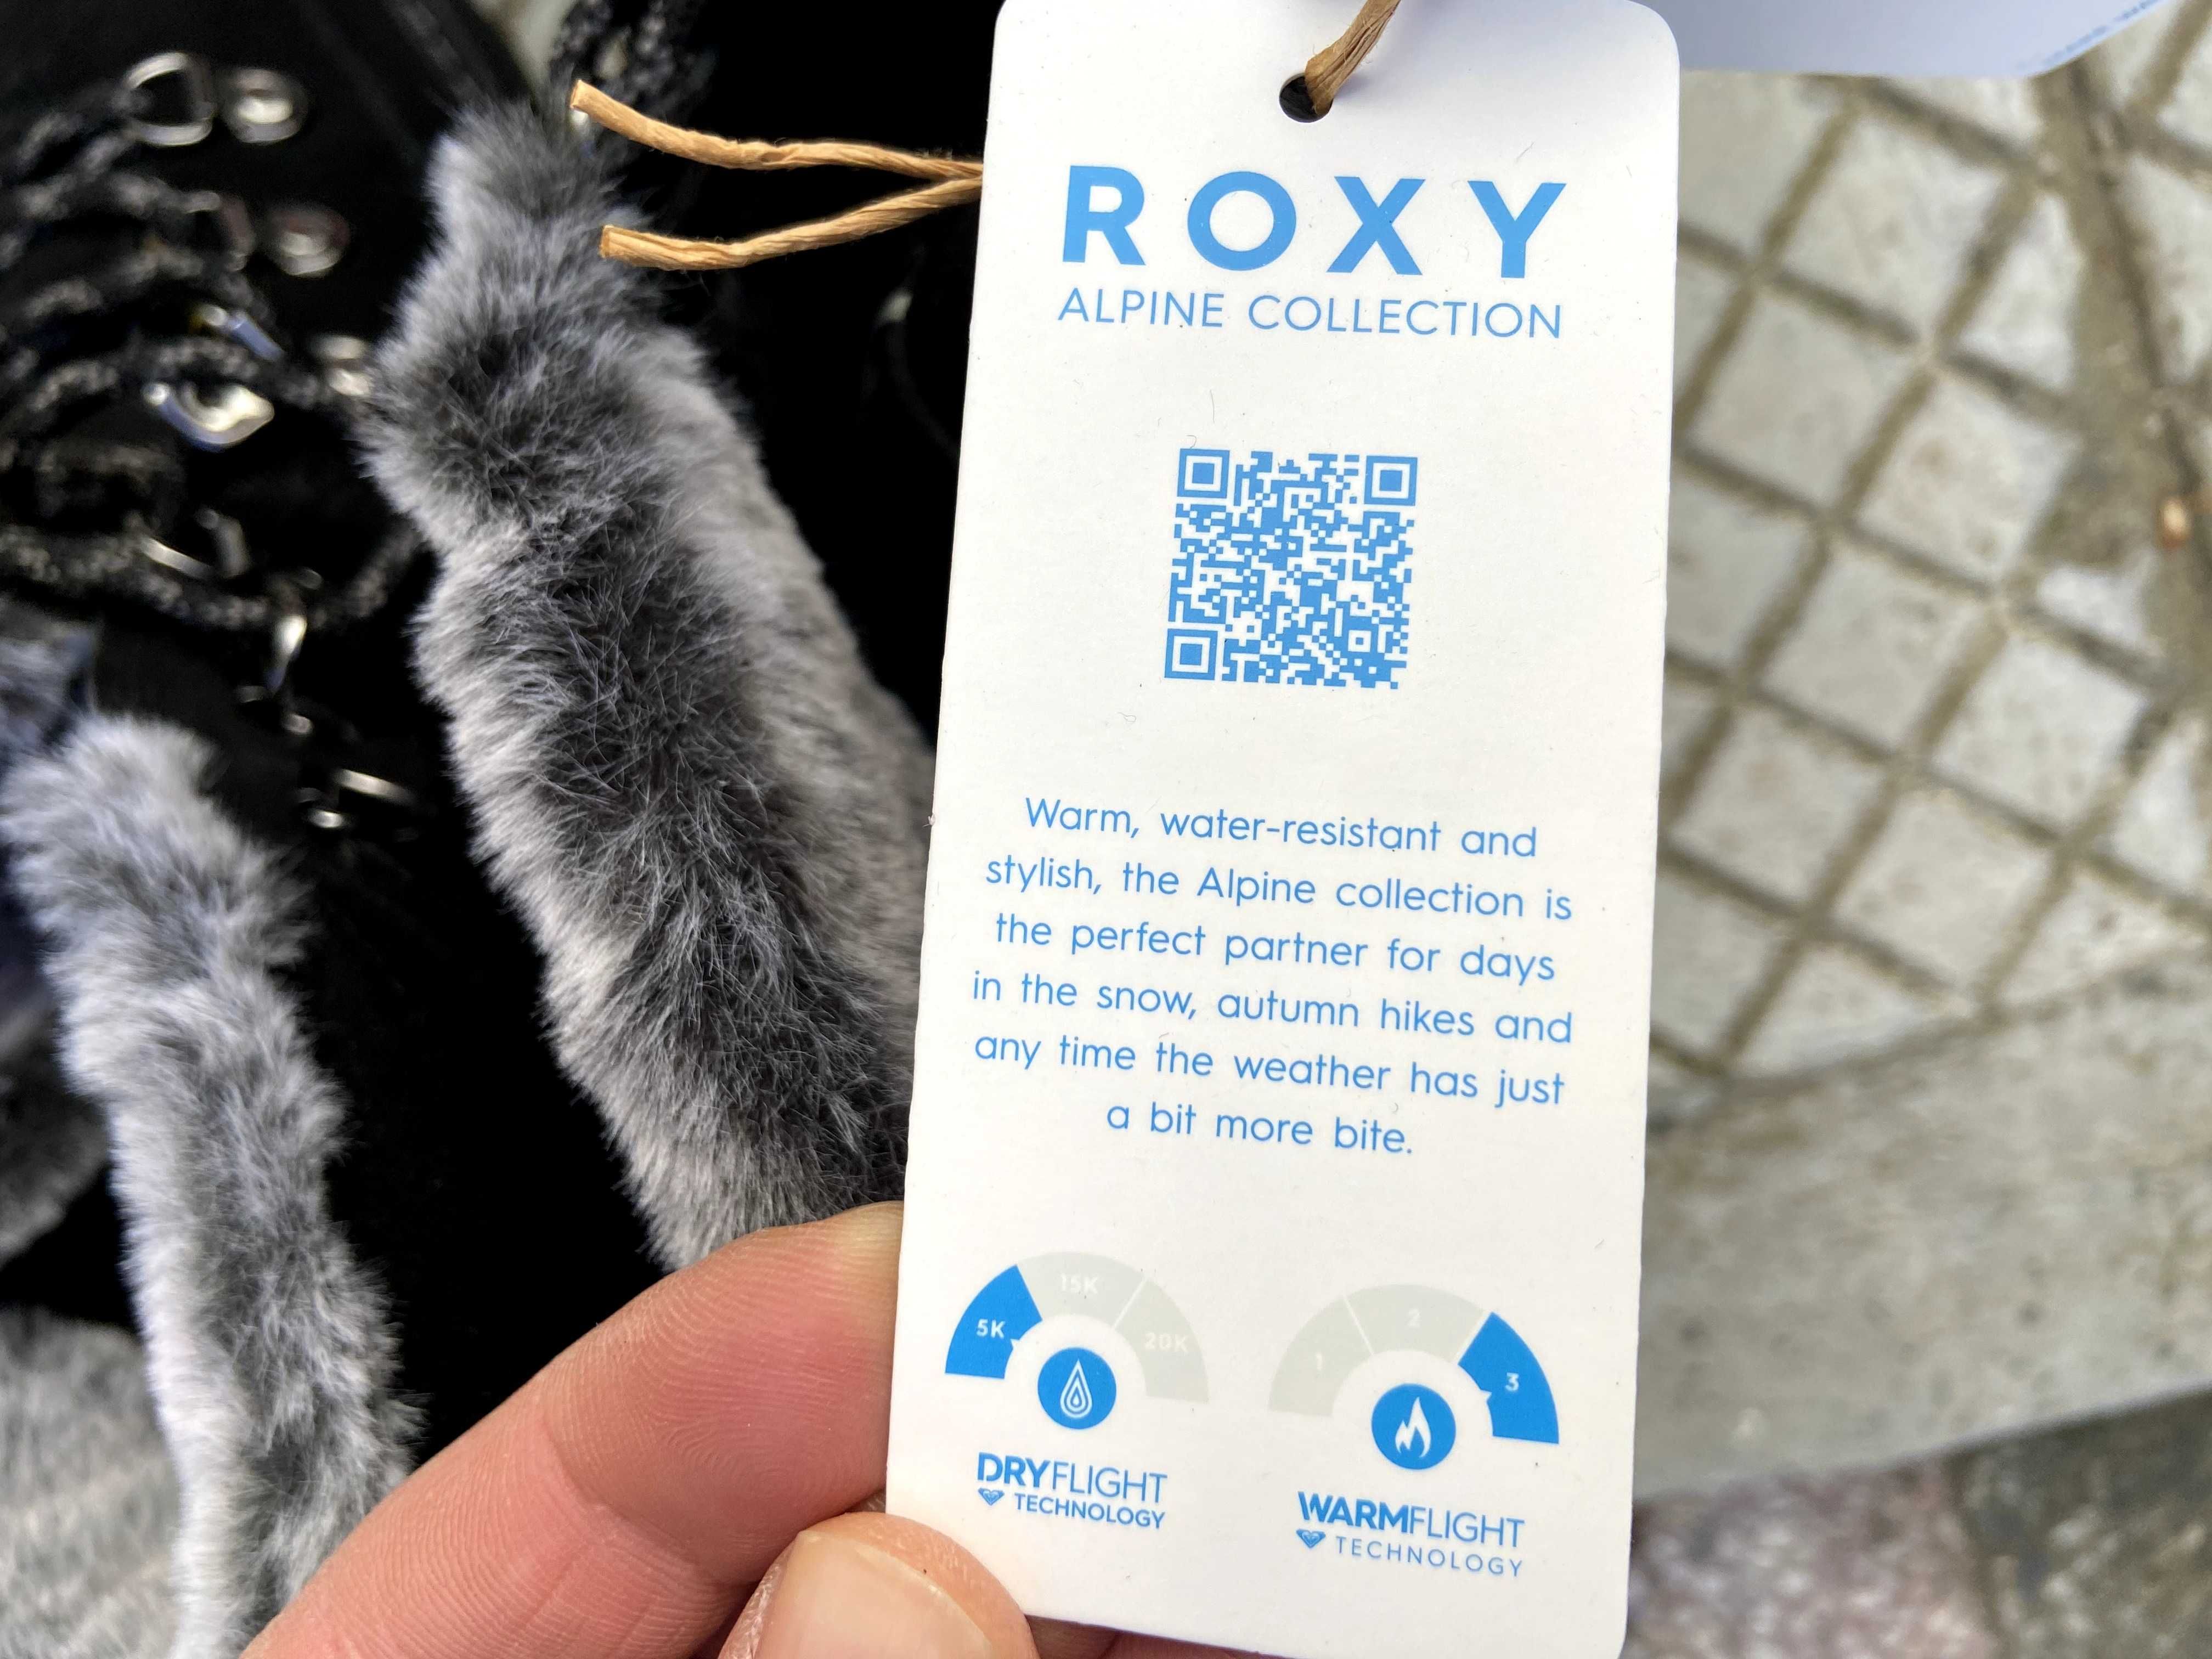 ROXY
ALPINE COLLECTION
Warm, water-resistant and
stylish, the Alpine collection is
the perfect partner for days
in the snow, autumn hikes and
any time the weather has just
a bit more bite.
5K 15K 20K
DRYFLIGHT
TECHNOLOGY
1 2 3
WARMFLIGHT
TECHNOLOGY